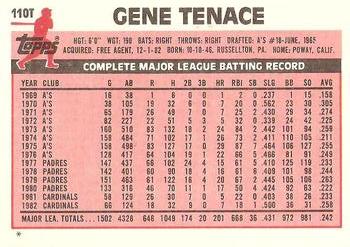 110T
Topps
GENE TENACE
HGT: 6'0" WGT: 190 BATS: RIGHT THROWS: RIGHT DRAFTED: A'S #18-JUNE, 1965
ACQUIRED: FREE AGENT, 12-1-82 BORN: 10-10-46, RUSSELLTON, PA. HOME: POWAY, CALIF.
COMPLETE MAJOR LEAGUE BATTING RECORD
YEAR CLUB G AB R H 2B 3B HR RBI SB SLG BB SO AVG
1969 A'S 16 38 1 6 0 0 1 2 0 .237 1 15 .158
1970 A'S 38 105 19 32 6 0 7 20 0 .562 23 30 .305
1971 A'S 65 179 26 49 7 0 7 25 2 .430 29 34 .274
1972 A'S 82 227 22 51 5 3 5 32 0 .339 24 42 .225
1973 A'S 160 510 83 132 18 2 24 84 2 .443 101 94 .259
1974 A'S 158 484 71 102 17 1 26 73 2 .411 110 105 .211
1975 A'S 158 498 83 127 17 0 29 87 7 .464 106 127 .255
1976 A'S 128 417 64 104 19 1 22 66 5 .458 81 91 .249
1977 PADRES 147 437 66 102 24 4 15 61 5 .410 125 119 .233
1978 PADRES 142 401 60 90 18 4 16 61 6 .409 101 98 .224
1979 PADRES 151 463 61 122 16 4 20 67 2 .445 105 106 .263
1980 PADRES 133 316 46 70 11 1 17 50 4 .424 92 63 .222
1981 CARDINALS 58 129 26 30 7 0 5 22 0 .403 38 26 .233
1982 CARDINALS 66 124 18 32 9 0 7 18 1 .500 36 31 .258
MAJOR LEA. TOTALS 1502 4328 646 1049 174 20 201 668 36 .431 972 981 .242
*